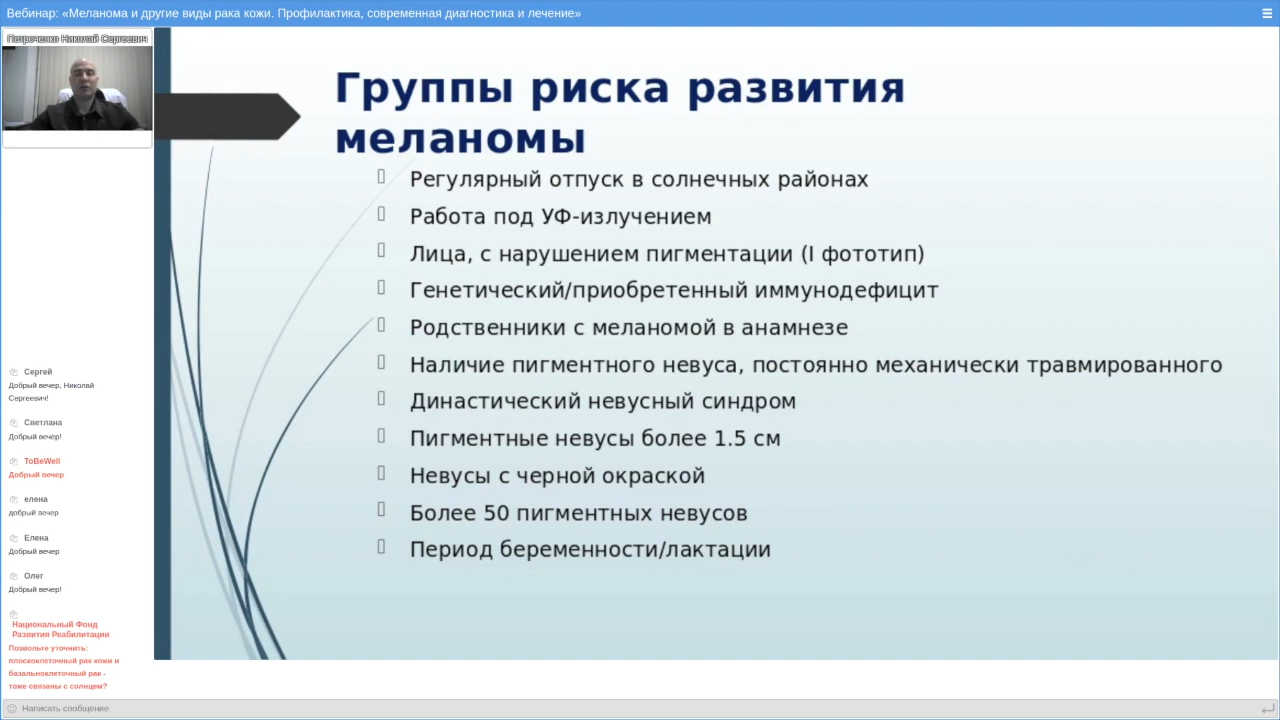 Вебинар: «Меланома и другие виды рака кожи. Профилактика, современная диагностика и лечение»
Петроченко Николай Сергеевич
Группы риска развития
меланомы
Регулярный отпуск в солнечных районах
Работа под УФ-излучением
Лица, с нарушением пигментации (I фототип)
Генетический/приобретенный иммунодефицит
Родственники с меланомой в анамнезе
Наличие пигментного невуса, постоянно механически травмированного
Династический невусный синдром
Пигментные невусы более 1.5 см
Невусы с черной окраской
Более 50 пигментных невусов
Период беременности/лактации
Сергей
Добрый вечер, Николай
Сергеевич!
Светлана
Добрый вечер!
ToBeWell
Добрый вечер
елена
добрый вечер
Елена
Добрый вечер
Олег
Добрый вечер!
Национальный Фонд
Развития Реабилитации
Позвольте уточнить:
плоскоклеточный рак кожи и
базальноклеточный рак -
тоже связаны с солнцем?
Написать сообщение